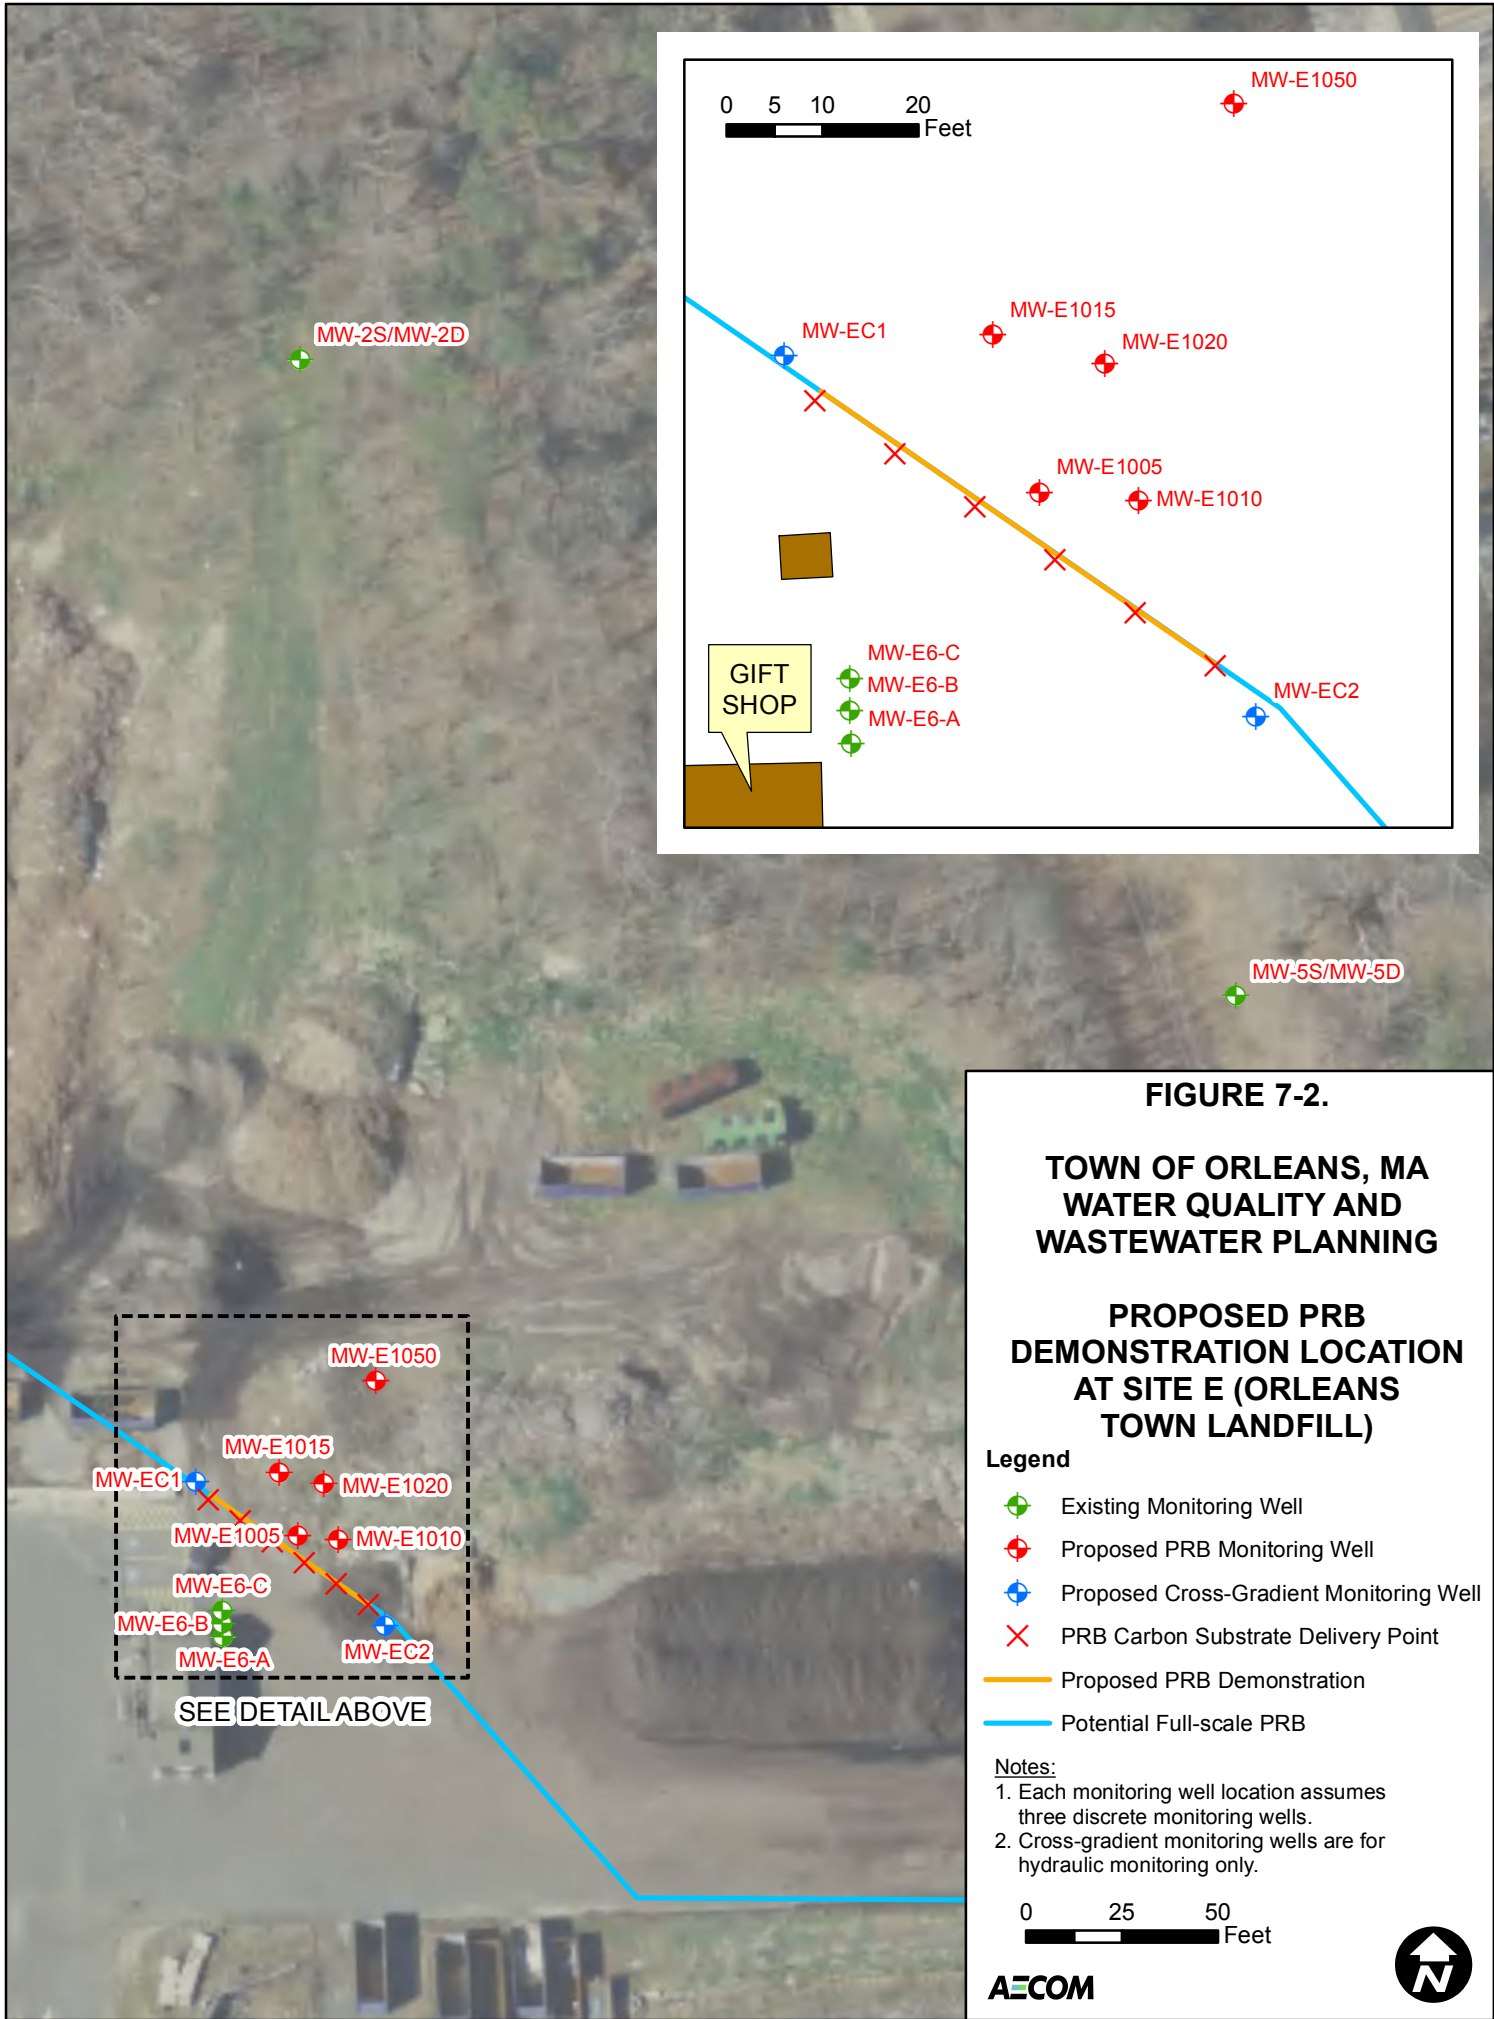 MW-E1050
0 5 10 20
Feet
MW-E1015
MW-EC1
MW-E1020
MW-E1005
MW-E1010
MW-E6-C
MW-E6-B
MW-E6-A
GIFT
SHOP
MW-EC2
MW-2S/MW-2D
MW-5S/MW-5D
MW-E1050
MW-E1015
MW-EC1
MW-E1020
MW-E1005
MW-E1010
MW-E6-C
MW-E6-B
MW-E6-A
MW-EC2
SEE DETAIL ABOVE
FIGURE 7-2.
TOWN OF ORLEANS, MA
WATER QUALITY AND
WASTEWATER PLANNING
PROPOSED PRB
DEMONSTRATION LOCATION
AT SITE E (ORLEANS
TOWN LANDFILL)
Legend
Existing Monitoring Well
Proposed PRB Monitoring Well
Proposed Cross-Gradient Monitoring Well
PRB Carbon Substrate Delivery Point
Proposed PRB Demonstration
Potential Full-scale PRB
Notes:
1. Each monitoring well location assumes
three discrete monitoring wells.
2. Cross-gradient monitoring wells are for
hydraulic monitoring only.
0 25 50
Feet
AECOM
N